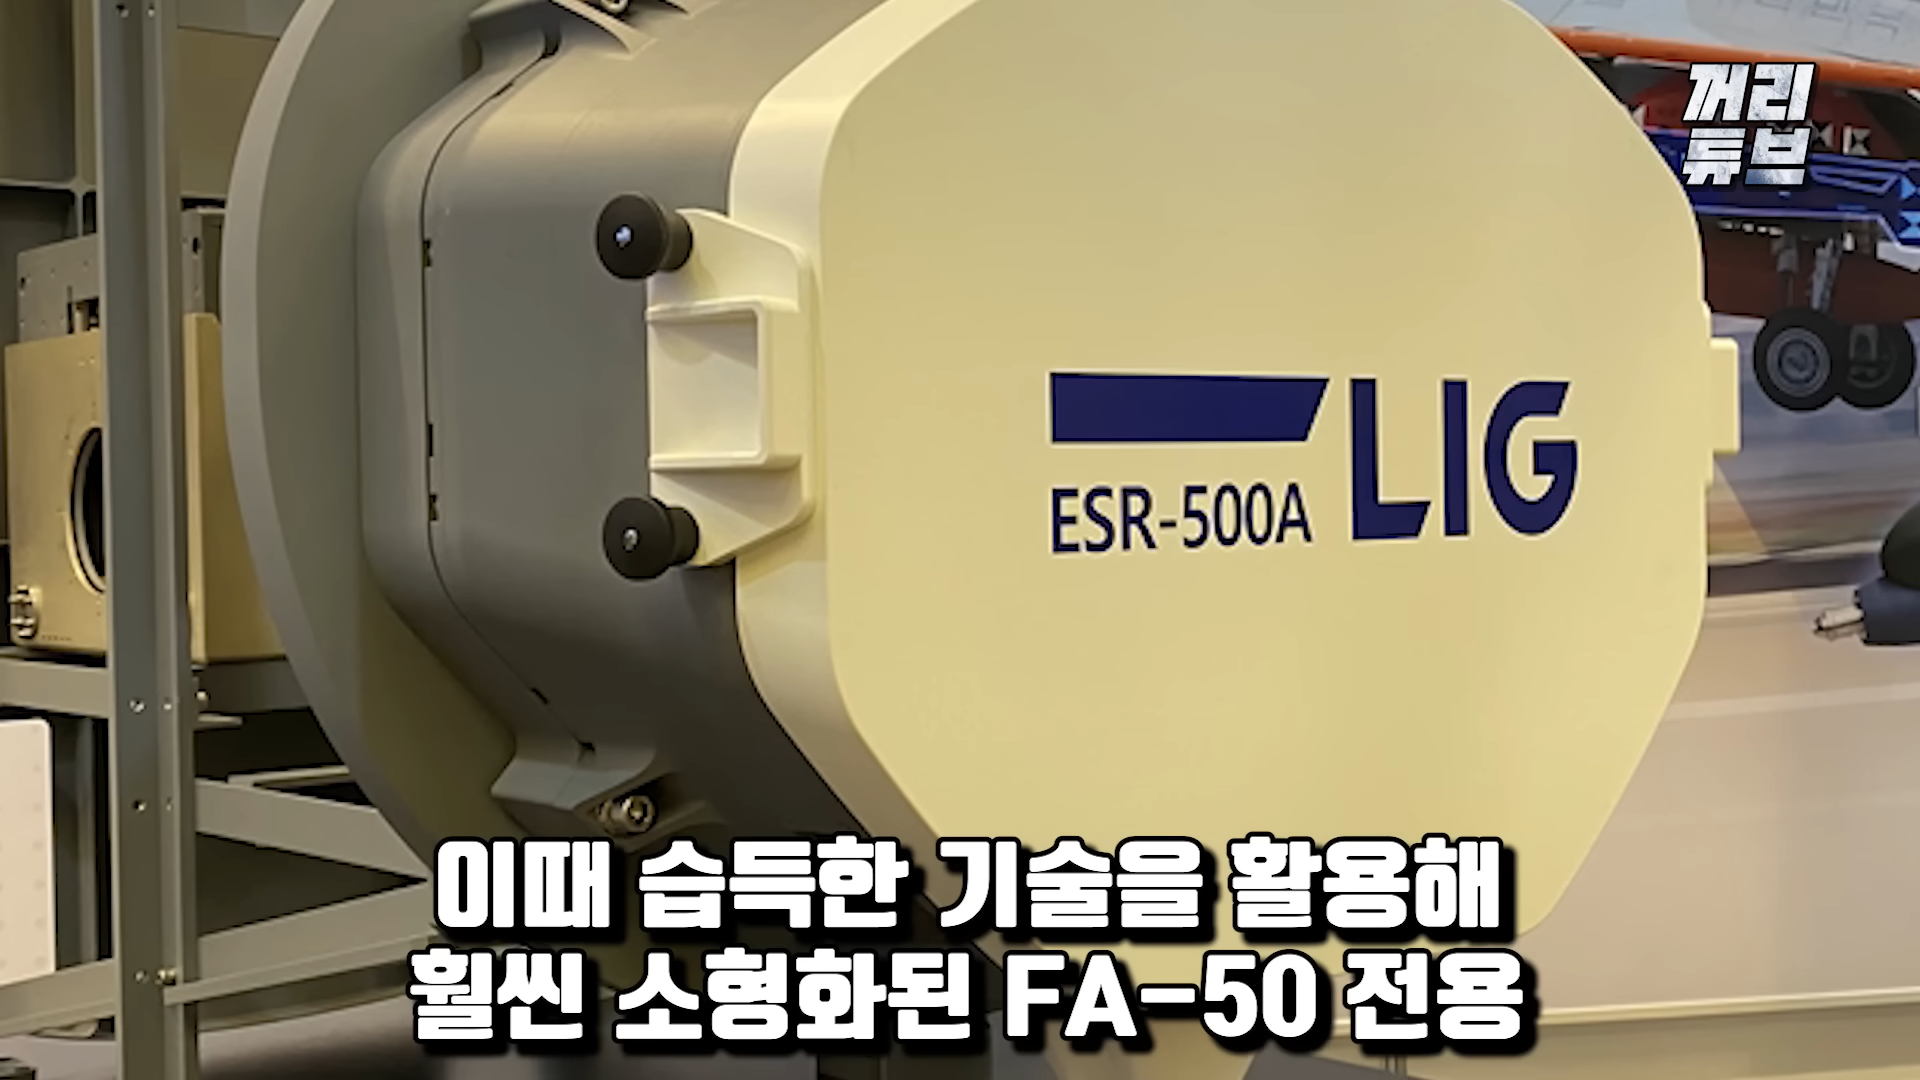 꺼리
튜브
LIG
ESR-500A
이때 습득한 기술을 활용해
훨씬 소형화된 FA-50 전용